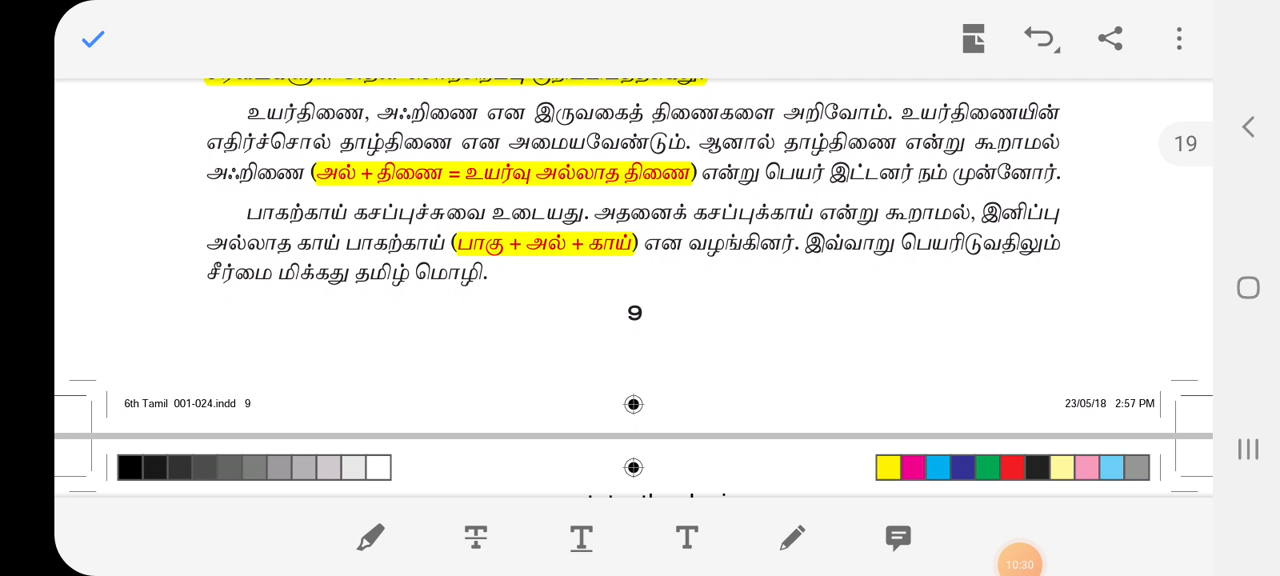 உயர்திணை, அஃறிணை என இருவகைத் திணைகளை அறிவோம். உயர்திணையின்
எதிர்ச்சொல் தாழ்திணை என அமையவேண்டும். ஆனால் தாழ்திணை என்று கூறாமல்
அஃறிணை (அல் + திணை = உயர்வு அல்லாத திணை) என்று பெயர் இட்டனர் நம் முன்னோர்.
பாகற்காய் கசப்புச்சுவை உடையது. அதனைக் கசப்புக்காய் என்று கூறாமல், இனிப்பு
அல்லாத காய் பாகற்காய் (பாகு + அல் + காய்) என வழங்கினர். இவ்வாறு பெயரிடுவதிலும்
சீர்மை மிக்கது தமிழ் மொழி.
9
19
6th Tamil 001-024.indd 9
23/05/18 2:57 PM
10:30